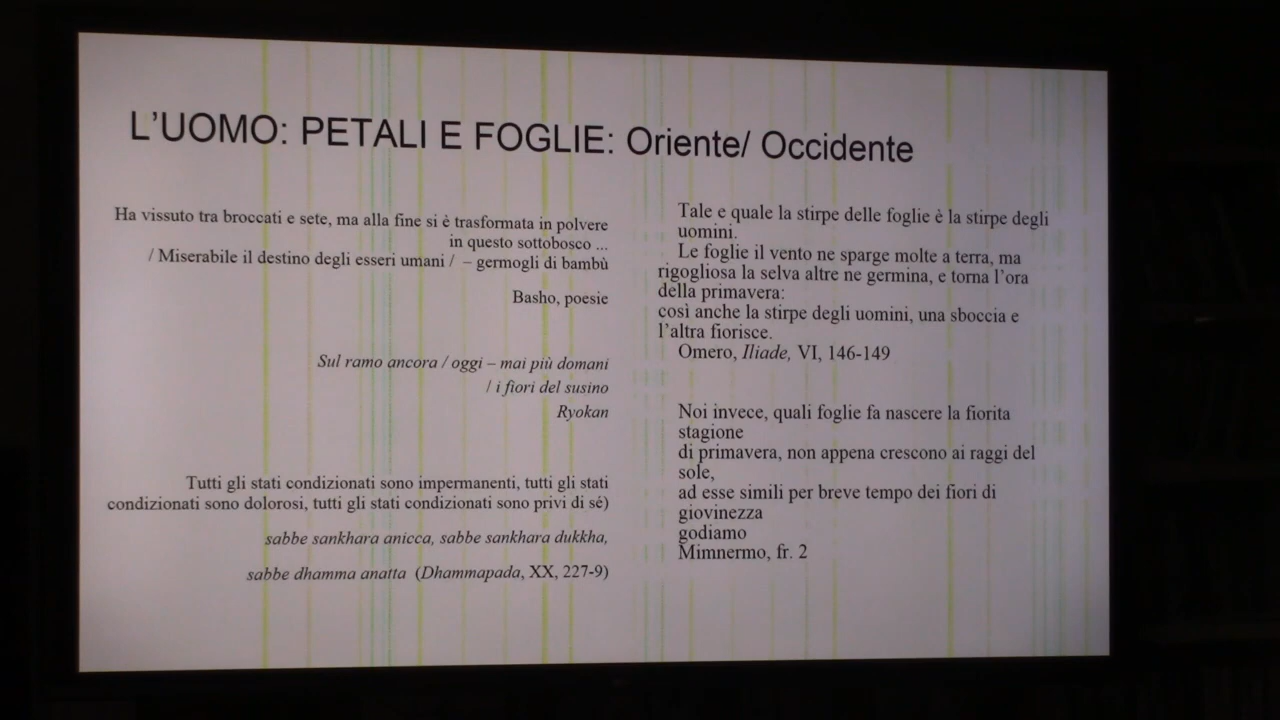 L'UOMO: PETALI E FOGLIE: Oriente/ Occidente
Ha vissuto tra broccati e sete, ma alla fine si è trasformata in polvere
in questo sottobosco ...
/ Miserabile il destino degli esseri umani / – germogli di bambù
Basho, poesie
Sul ramo ancora / oggi – mai più domani
/ i fiori del susino
Ryokan
Tutti gli stati condizionati sono impermanenti, tutti gli stati
condizionati sono dolorosi, tutti gli stati condizionati sono privi di sé)
sabbe sankhara anicca, sabbe sankhara dukkha,
sabbe dhamma anatta (Dhammapada, XX, 227-9)
Tale e quale la stirpe delle foglie è la stirpe degli
uomini.
Le foglie il vento ne sparge molte a terra, ma
rigogliosa la selva altre ne germina, e torna l'ora
della primavera:
così anche la stirpe degli uomini, una sboccia e
l'altra fiorisce.
Omero, Iliade, VI, 146-149
Noi invece, quali foglie fa nascere la fiorita
stagione
di primavera, non appena crescono ai raggi del
sole,
ad esse simili per breve tempo dei fiori di
giovinezza
godiamo
Mimnermo, fr. 2